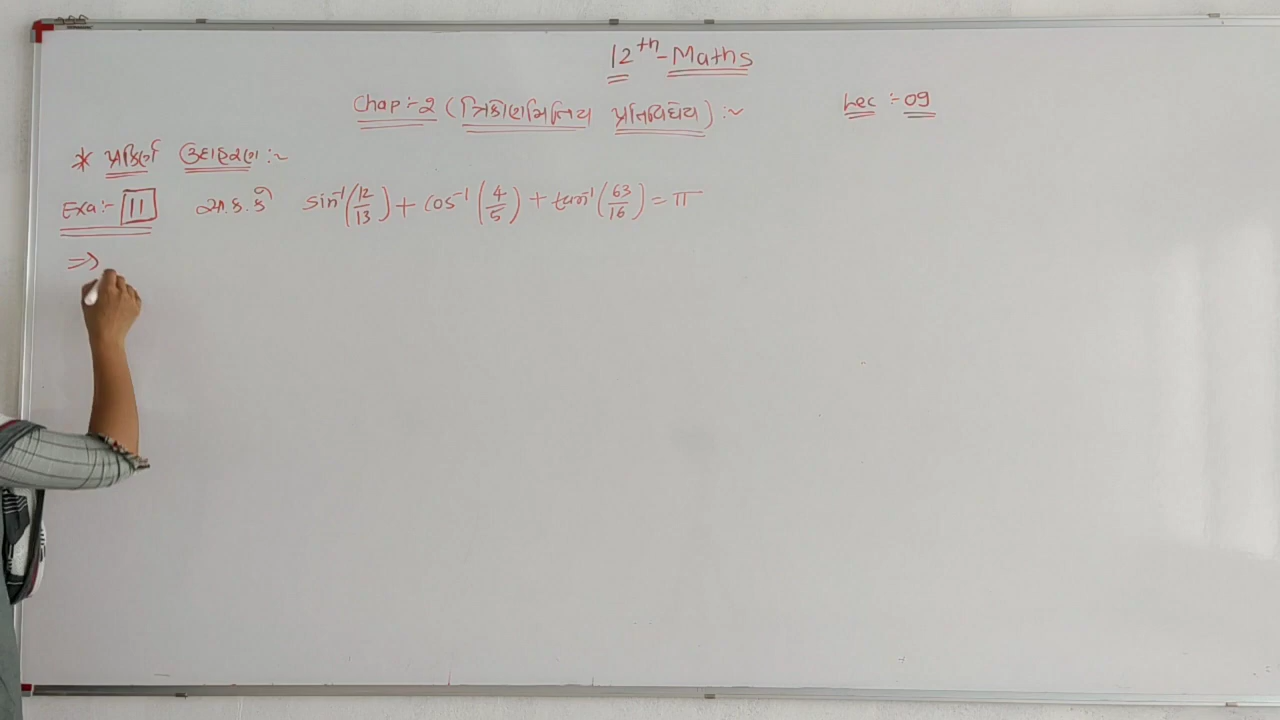 12th - Maths
Chap :- 2 ( ત્રિકોણમિતિય પ્રતિવિધેય ) :- Lec :- 09
* પ્રકિર્ણ ઉદાહરણ :-
Exa :- 11 સા.ક.કે sin⁻¹(12/13) + cos⁻¹(4/5) + tan⁻¹(63/16) = π
⇒